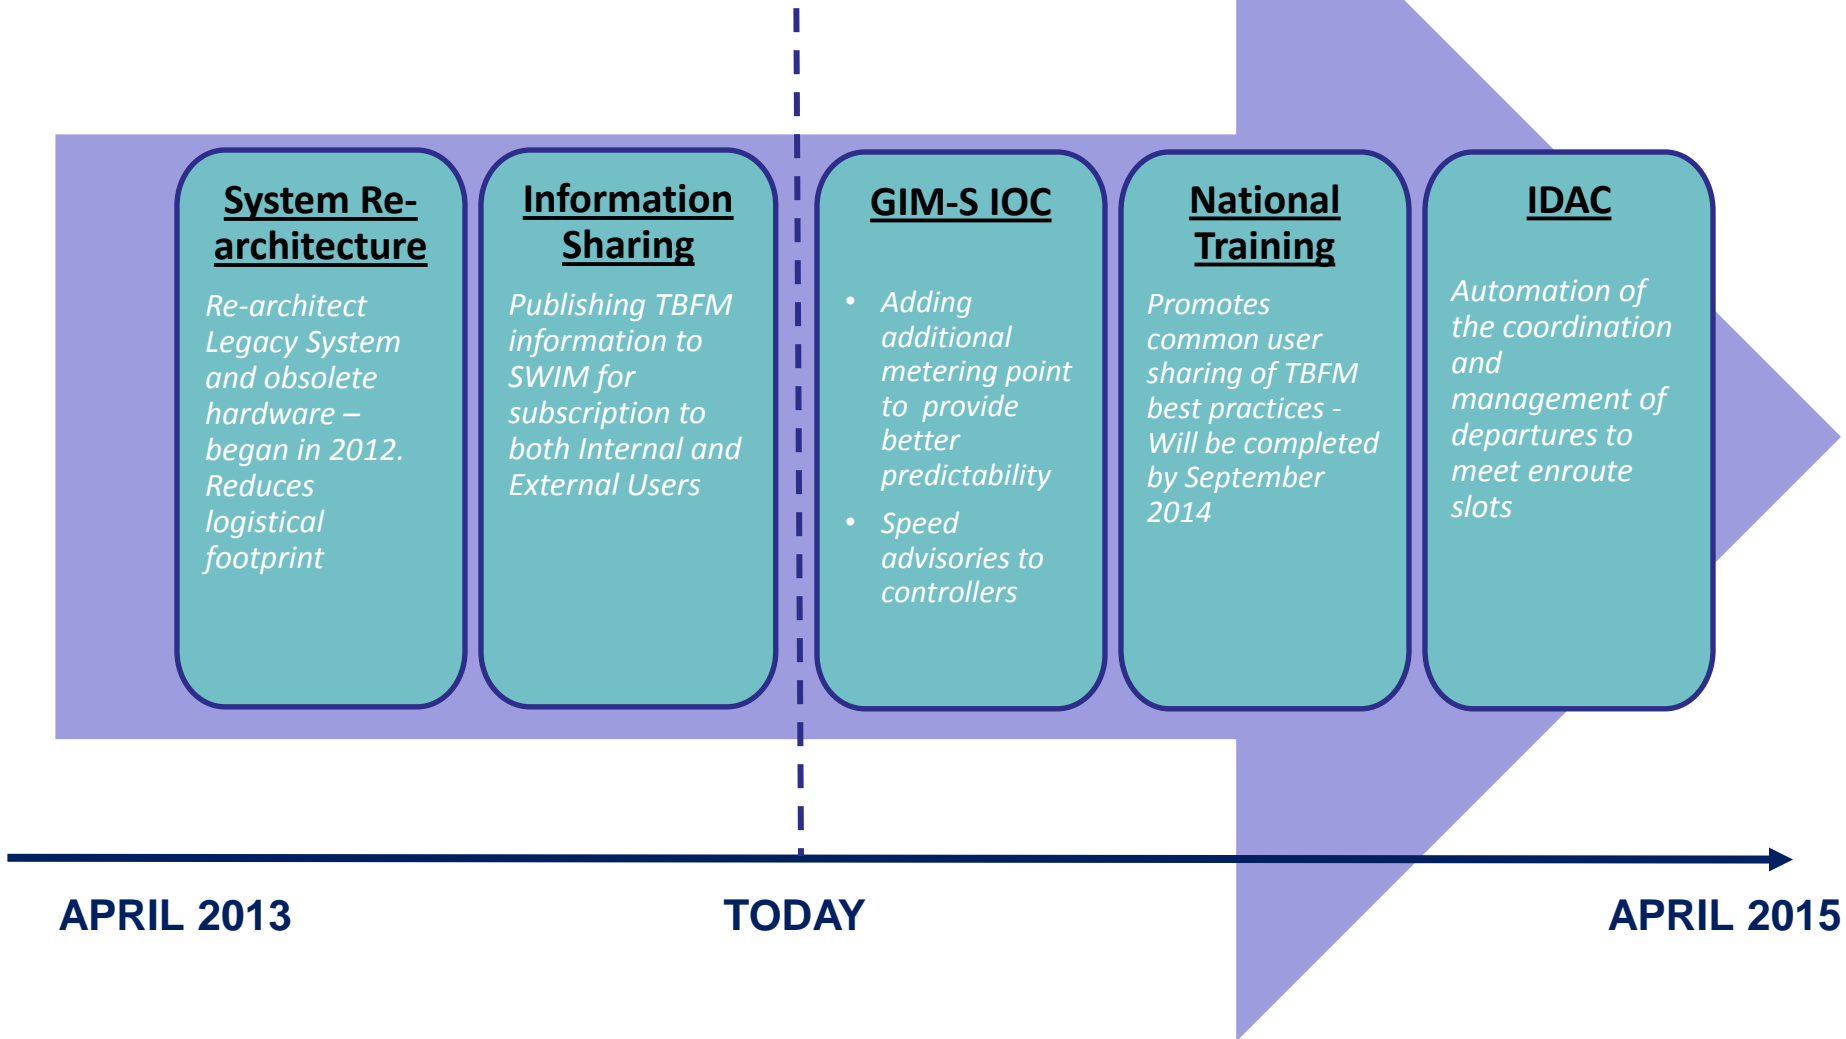 System Re-
architecture
Re-architect
Legacy System
and obsolete
hardware –
began in 2012.
Reduces
logistical
footprint
Information
Sharing
Publishing TBFM
information to
SWIM for
subscription to
both Internal and
External Users
GIM-S IOC
• Adding
additional
metering point
to provide
better
predictability
• Speed
advisories to
controllers
National
Training
Promotes
common user
sharing of TBFM
best practices -
Will be completed
by September
2014
IDAC
Automation of
the coordination
and
management of
departures to
meet enroute
slots
APRIL 2013
TODAY
APRIL 2015